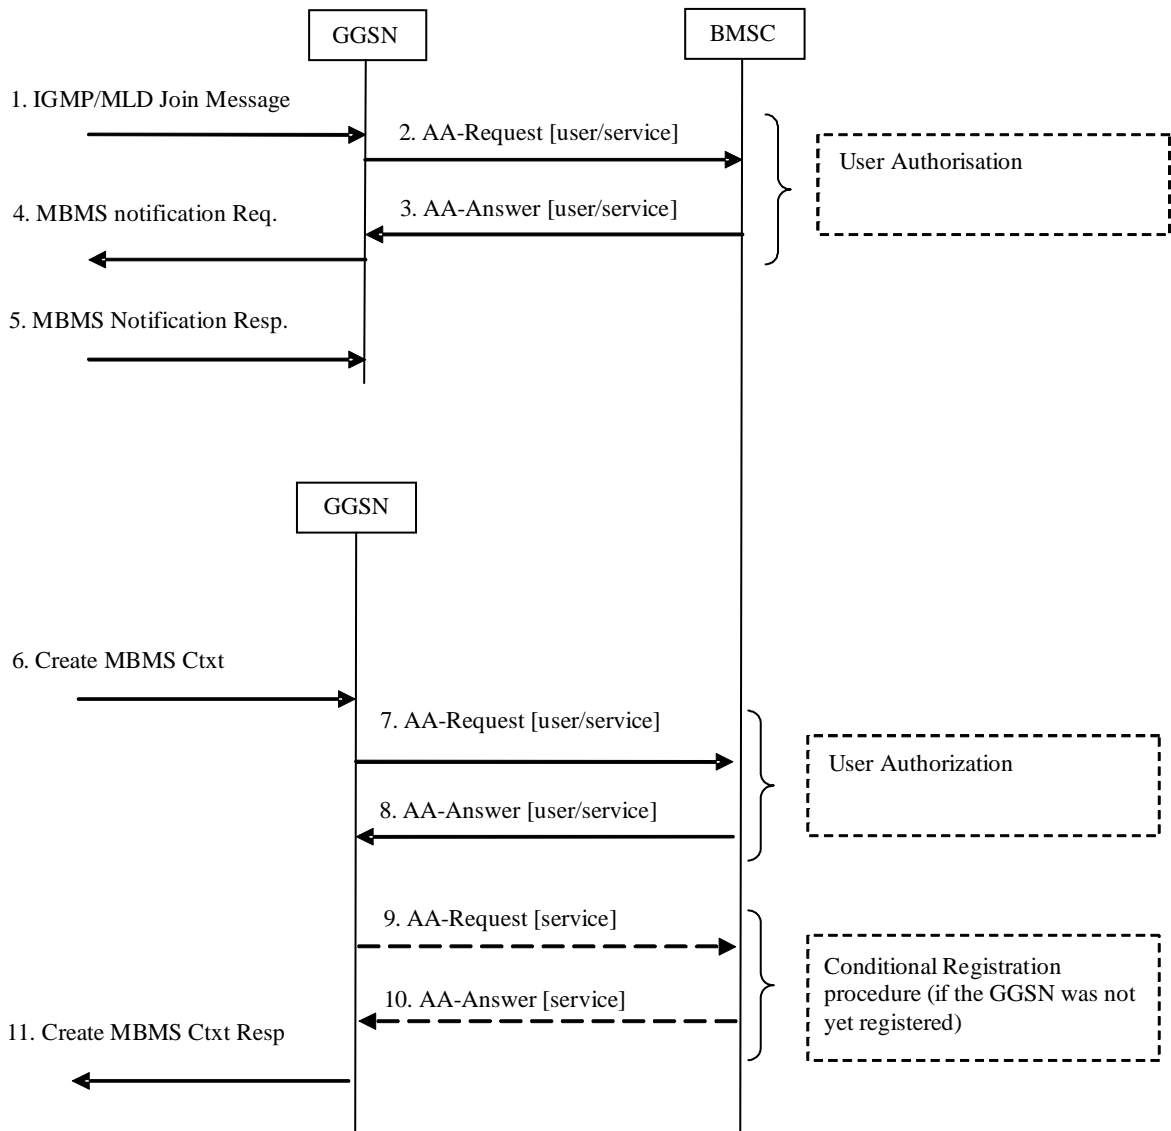 GGSN
BMSC
1. IGMP/MLD Join Message
2. AA-Request [user/service]
User Authorisation
3. AA-Answer [user/service]
4. MBMS notification Req.
5. MBMS Notification Resp.
GGSN
6. Create MBMS Ctxt
7. AA-Request [user/service]
User Authorization
8. AA-Answer [user/service]
9. AA-Request [service]
Conditional Registration
procedure (if the GGSN was not
yet registered)
10. AA-Answer [service]
11. Create MBMS Ctxt Resp